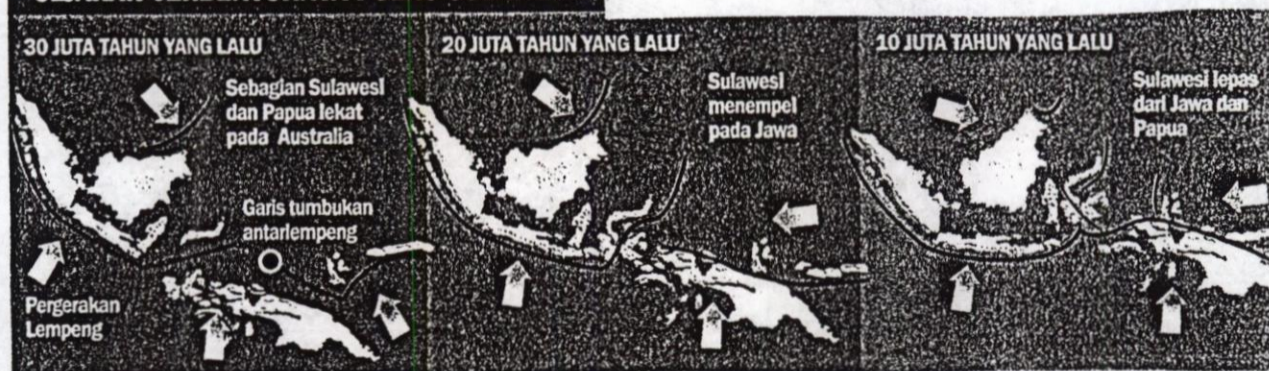 30 JUTA TAHUN YANG LALU
Sebagian Sulawesi
dan Papua lekat
pada Australia
Garis tumbukan
antarlempeng
Pergerakan
Lempeng
20 JUTA TAHUN YANG LALU
Sulawesi
menempel
pada Jawa
10 JUTA TAHUN YANG LALU
Sulawesi lepas
dari Jawa dan
Papua